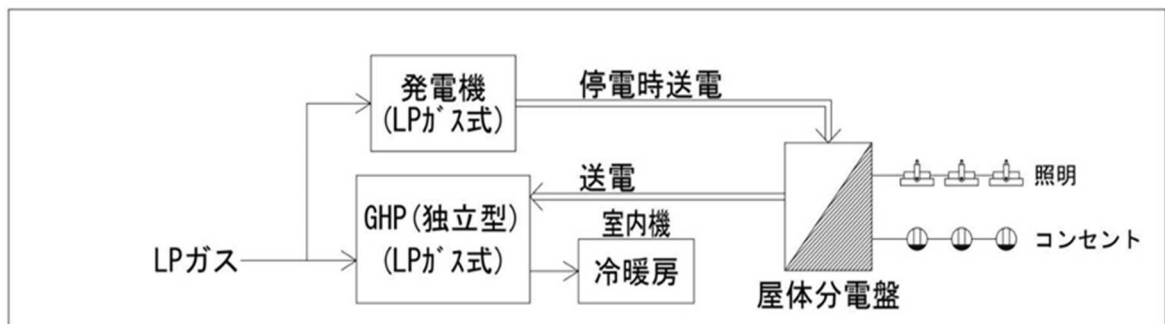 発電機
(LPｶﾞｽ式)
停電時送電
送電
照明
GHP(独立型)
(LPｶﾞｽ式)
室内機
冷暖房
LPガス
コンセント
屋体分電盤